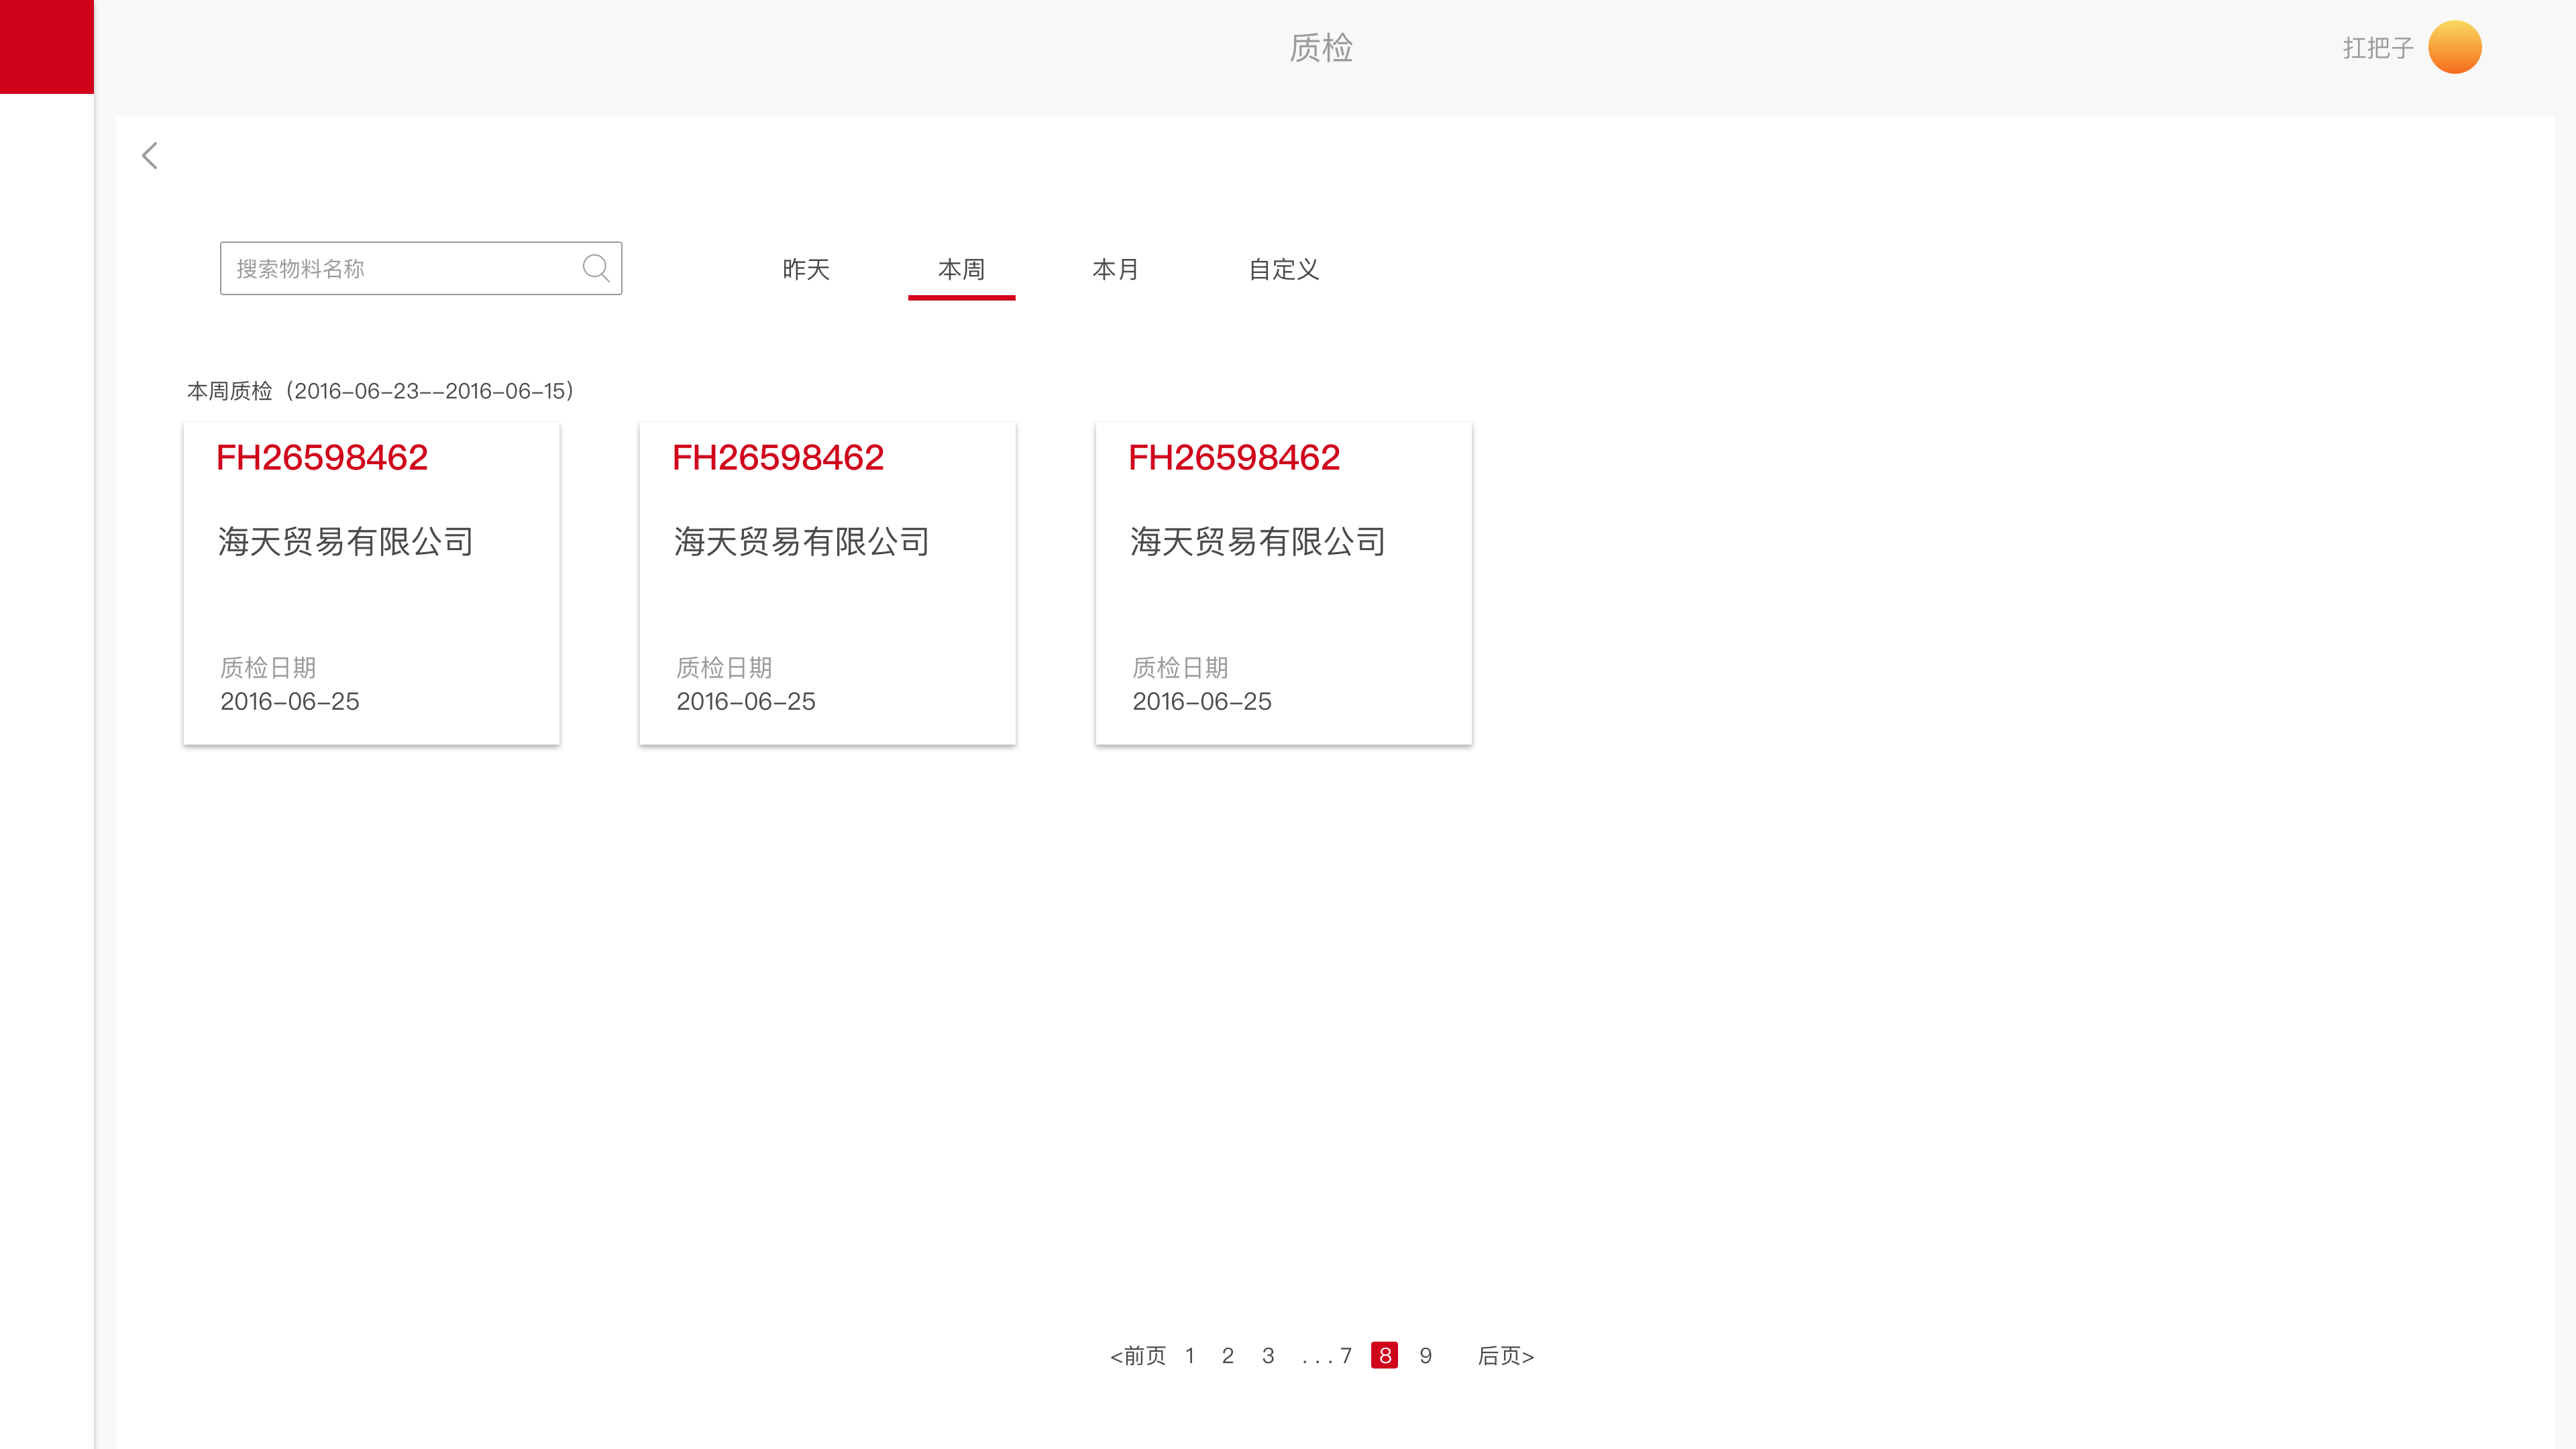 质检
扛把子
搜索物料名称
昨天 本周 本月 自定义
本周质检（2016-06-23--2016-06-15）
FH26598462 FH26598462 FH26598462
海天贸易有限公司 海天贸易有限公司 海天贸易有限公司
质检日期 质检日期 质检日期
2016-06-25 2016-06-25 2016-06-25
<前页 1 2 3 ...7 8 9 后页>